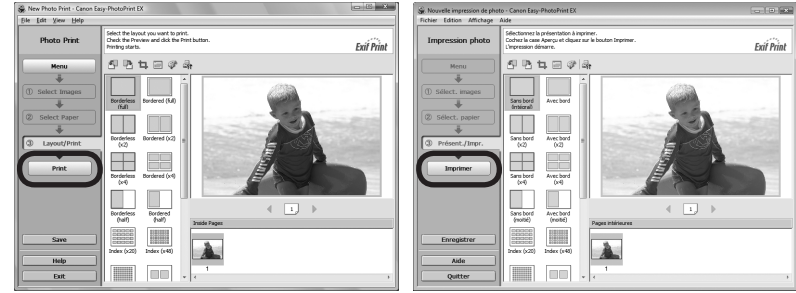 New Photo Print - Canon Easy-PhotoPrint EX
File Edit View Help
Photo Print
Select the layout you want to print.
Check the Preview and dick the Print button.
Printing starts.
Exif Print
Menu
① Select Images
② Select Paper
③ Layout/Print
Print
Save
Help
Exit
Borderless (full)
Bordered (full)
Borderless (x2)
Bordered (x2)
Borderless (x4)
Bordered (x4)
Borderless (half)
Bordered (half)
Index (x20)
Index (x48)
1
Inside Pages
1
Nouvelle impression de photo - Canon Easy-PhotoPrint EX
Fichier Edition Affichage Aide
Impression photo
Sélectionnez la présentation à imprimer.
Cochez la case Aperçu et cliquez sur le bouton Imprimer.
L'impression démarre.
Exif Print
Menu
① Sélect. images
② Sélect. papier
③ Présent./Impr.
Imprimer
Enregistrer
Aide
Quitter
Sans bord (intégral)
Avec bord
Sans bord (x2)
Avec bord (x2)
Sans bord (x4)
Avec bord (x4)
Sans bord (moitié)
Avec bord (moitié)
Index (x20)
Index (x48)
1
Pages intérieures
1